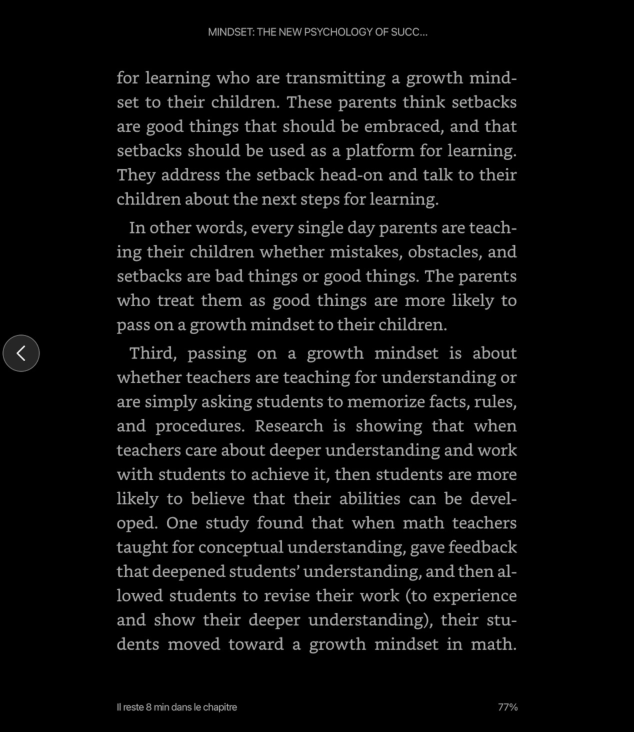 MINDSET: THE NEW PSYCHOLOGY OF SUCC...
for learning who are transmitting a growth mind-
set to their children. These parents think setbacks
are good things that should be embraced, and that
setbacks should be used as a platform for learning.
They address the setback head-on and talk to their
children about the next steps for learning.
In other words, every single day parents are teach-
ing their children whether mistakes, obstacles, and
setbacks are bad things or good things. The parents
who treat them as good things are more likely to
pass on a growth mindset to their children.
Third, passing on a growth mindset is about
whether teachers are teaching for understanding or
are simply asking students to memorize facts, rules,
and procedures. Research is showing that when
teachers care about deeper understanding and work
with students to achieve it, then students are more
likely to believe that their abilities can be devel-
oped. One study found that when math teachers
taught for conceptual understanding, gave feedback
that deepened students’ understanding, and then al-
lowed students to revise their work (to experience
and show their deeper understanding), their stu-
dents moved toward a growth mindset in math.
Il reste 8 min dans le chapitre
77%